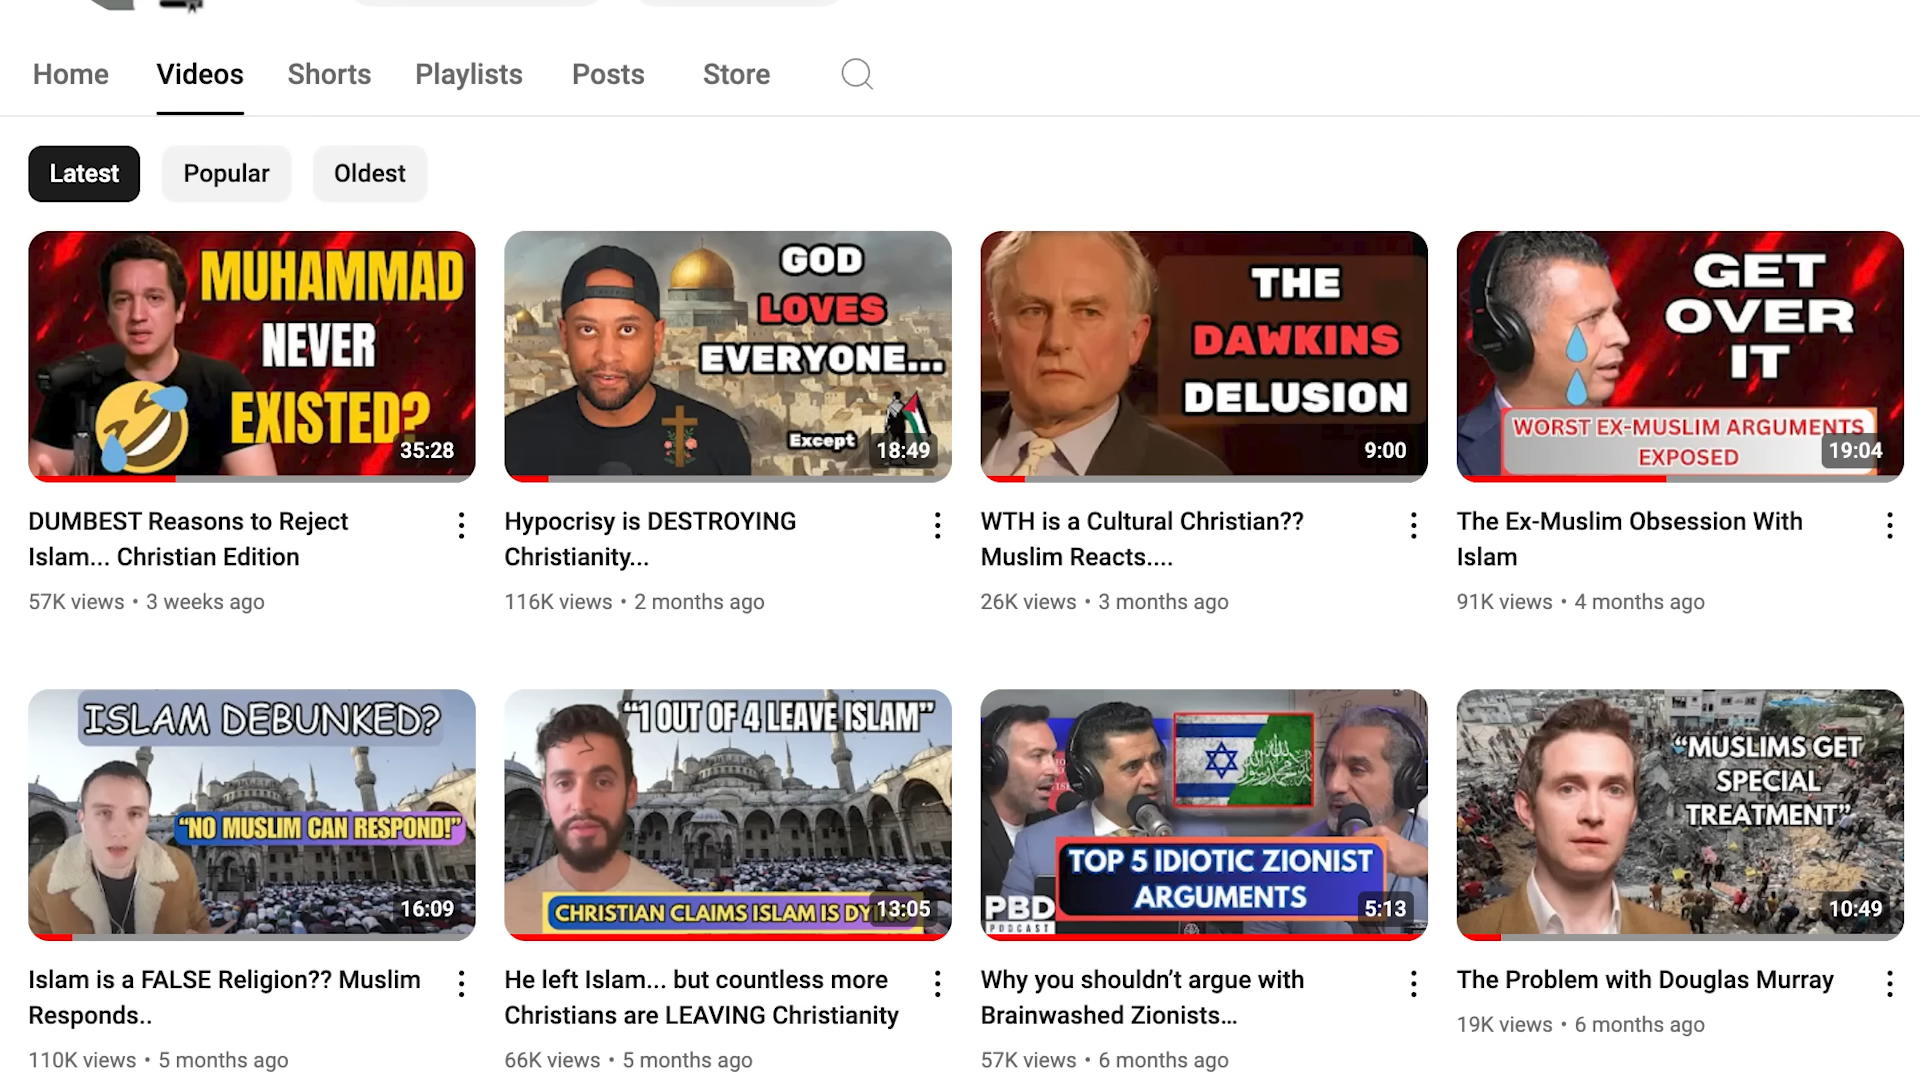 Home Videos Shorts Playlists Posts Store
Latest Popular Oldest
MUHAMMAD
NEVER
EXISTED?
35:28
DUMBEST Reasons to Reject
Islam... Christian Edition
57K views • 3 weeks ago
GOD
LOVES
EVERYONE...
Except
18:49
Hypocrisy is DESTROYING
Christianity...
116K views • 2 months ago
THE
DAWKINS
DELUSION
9:00
WTH is a Cultural Christian??
Muslim Reacts....
26K views • 3 months ago
GET
OVER
IT
WORST EX-MUSLIM ARGUMENTS
EXPOSED
19:04
The Ex-Muslim Obsession With
Islam
91K views • 4 months ago
ISLAM DEBUNKED?
“NO MUSLIM CAN RESPOND!”
16:09
Islam is a FALSE Religion?? Muslim
Responds..
110K views • 5 months ago
“1 OUT OF 4 LEAVE ISLAM”
CHRISTIAN CLAIMS ISLAM IS
13:05
He left Islam... but countless more
Christians are LEAVING Christianity
66K views • 5 months ago
TOP 5 IDIOTIC ZIONIST
ARGUMENTS
PBD
PODCAST
5:13
Why you shouldn’t argue with
Brainwashed Zionists...
57K views • 6 months ago
“MUSLIMS GET
SPECIAL
TREATMENT”
10:49
The Problem with Douglas Murray
19K views • 6 months ago